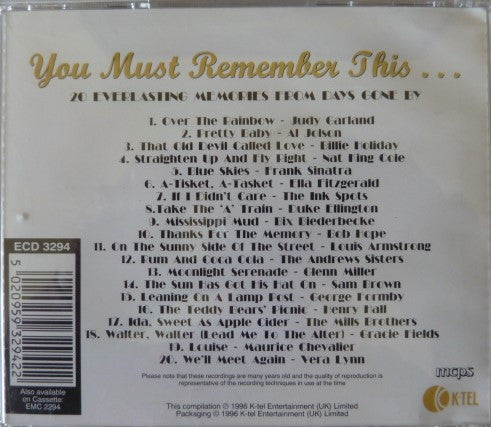 You Must Remember This . . .
20 EVERLASTING MEMORIES FROM DAYS GONE BY
1. Over The Rainbow - Judy Garland
2. Pretty Baby - Al Jolson
3. That Old Devil Called Love - Billie Holiday
4. Straighten Up And Fly Right - Nat King Cole
5. Blue Skies - Frank Sinatra
6. A-Tisket, A-Tasket - Ella Fitzgerald
7. If I Didn't Care - The Ink Spots
8.Take The 'A' Train - Duke Ellington
9. Mississippi Mud - Bix Biederbecke
10. Thanks For The Memory - Bob Hope
11. On The Sunny Side Of The Street - Louis Armstrong
12. Rum And Coca Cola - The Andrews Sisters
13. Moonlight Serenade - Glenn Miller
14. The Sun Has Got His Hat On - Sam Brown
15. Leaning On A Lamp Post - George Formby
16. The Teddy Bears' Picnic - Henry Hall
17. Ida, Sweet As Apple Cider - The Mills Brothers
18. Walter, Walter (Lead Me To The Alter) - Gracie Fields
19. Louise - Maurice Chevalier
20. We'll Meet Again - Vera Lynn
Please note that these recordings are many years old and the quality of reproduction is
representative of the recording techniques in use at the time.
This compilation © 1996 K-tel Entertainment (UK) Limited
Packaging © 1996 K-tel Entertainment (UK) Limited
ECD 3294
5 020959 329422
Also available
on Cassette:
EMC 2294
mcps
K-TEL